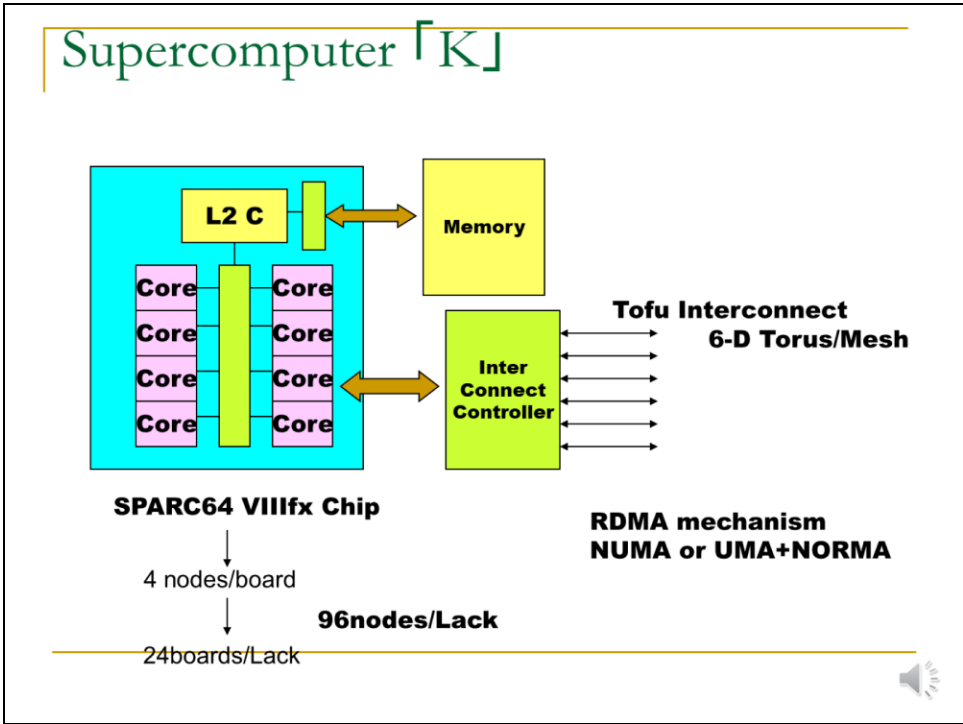 Supercomputer「K」
L2 C
Memory
Core Core
Core Core
Core Core
Core Core
Inter
Connect
Controller
Tofu Interconnect
6-D Torus/Mesh
SPARC64 VIIIfx Chip
RDMA mechanism
NUMA or UMA+NORMA
4 nodes/board
96nodes/Lack
24boards/Lack